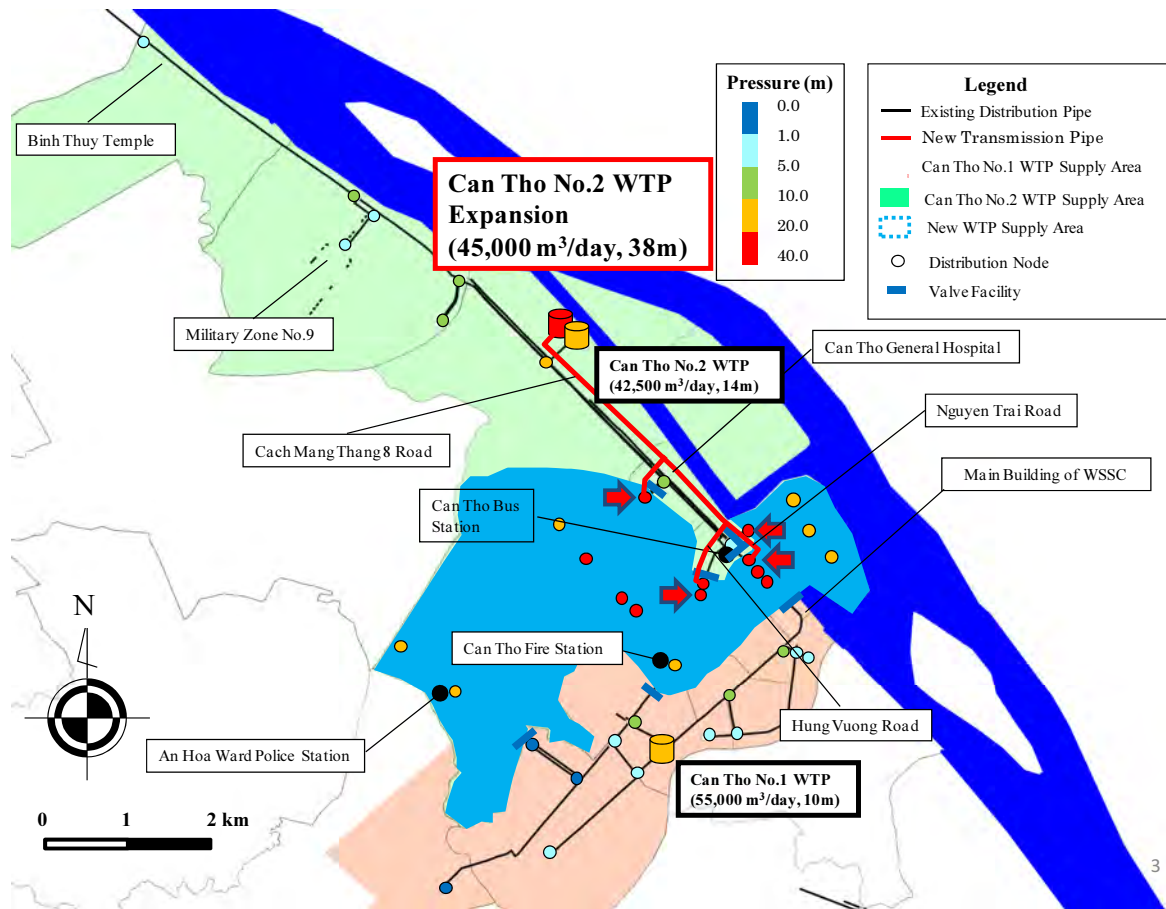 Pressure (m)
0.0
1.0
5.0
10.0
20.0
40.0
Legend
Existing Distribution Pipe
New Transmission Pipe
Can Tho No.1 WTP Supply Area
Can Tho No.2 WTP Supply Area
New WTP Supply Area
Distribution Node
Valve Facility
Binh Thuy Temple
Can Tho No.2 WTP
Expansion
(45,000 m³/day, 38m)
Military Zone No.9
Can Tho General Hospital
Can Tho No.2 WTP
(42,500 m³/day, 14m)
Nguyen Trai Road
Cach Mang Thang 8 Road
Main Building of WSSC
Can Tho Bus
Station
N
Can Tho Fire Station
Hung Vuong Road
An Hoa Ward Police Station
Can Tho No.1 WTP
(55,000 m³/day, 10m)
0 1 2 km
3